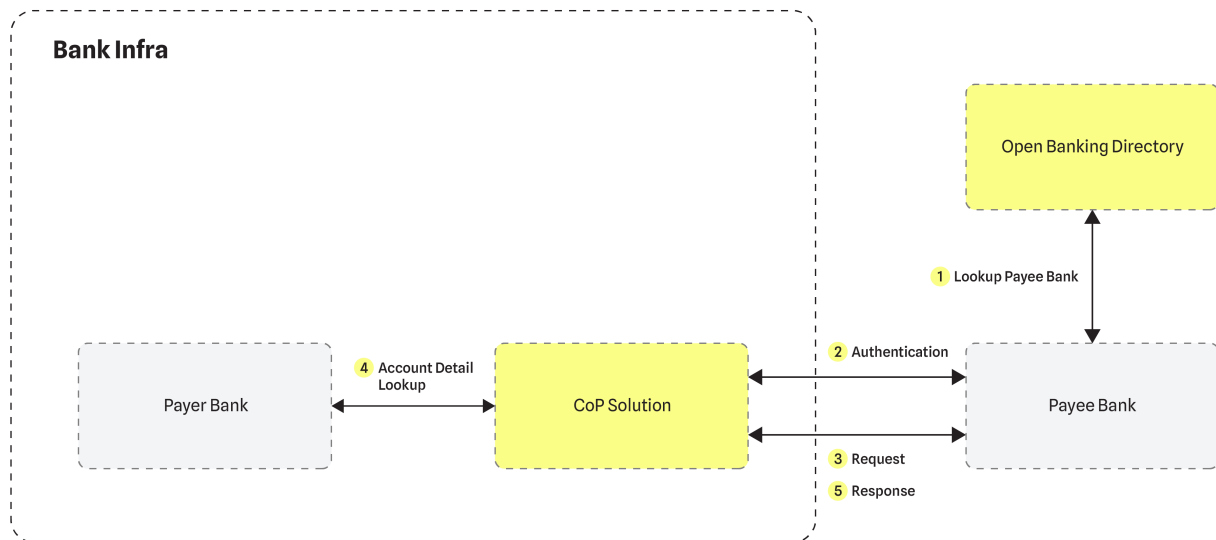 Bank Infra
Open Banking Directory
1 Lookup Payee Bank
2 Authentication
4 Account Detail
Lookup
Payer Bank
CoP Solution
Payee Bank
3 Request
5 Response